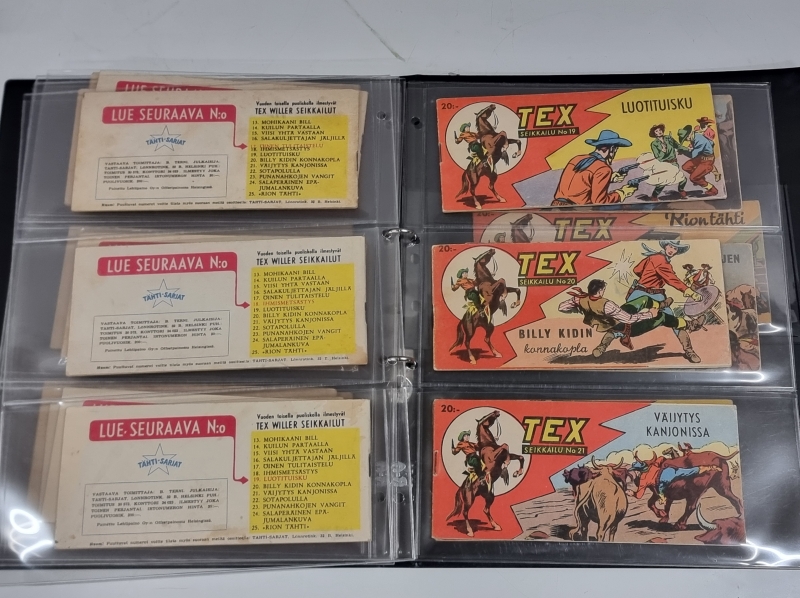 LUE SEURAAVA N:o
TÄHTI-SARJAT
Vuoden toisella puoliskolla ilmestyvät
TEX WILLER SEIKKAILUT
13. MOHIKAANI BILL
14. KUILUN PARTAALLA
15. VIISI YHTÄ VASTAAN
16. SALAKULJETTAJAN JÄLJILLÄ
18. IHMISMETSÄSTYS
19. LUOTITUISKU
20. BILLY KIDIN KONNAKOPLA
21. VÄIJYTYS KANJONISSA
22. SOTAPOLULLA
23. PUNANAHKOJEN VANGIT
24. SALAPERÄINEN EPÄ-
JUMALANKUVA
25. «RION TÄHTI»
LUE SEURAAVA N:o
TÄHTI-SARJAT
Vuoden toisella puoliskolla ilmestyvät
TEX WILLER SEIKKAILUT
13. MOHIKAANI BILL
14. KUILUN PARTAALLA
15. VIISI YHTÄ VASTAAN
16. SALAKULJETTAJAN JÄLJILLÄ
17. ÖINEN TULITAISTELU
18. IHMISMETSÄSTYS
19. LUOTITUISKU
20. BILLY KIDIN KONNAKOPLA
21. VÄIJYTYS KANJONISSA
22. SOTAPOLULLA
23. PUNANAHKOJEN VANGIT
24. SALAPERÄINEN EPÄ-
JUMALANKUVA
25. «RION TÄHTI»
LUE SEURAAVA N:o
TÄHTI-SARJAT
Vuoden toisella puoliskolla ilmestyvät
TEX WILLER SEIKKAILUT
13. MOHIKAANI BILL
14. KUILUN PARTAALLA
15. VIISI YHTÄ VASTAAN
16. SALAKULJETTAJAN JÄLJILLÄ
17. ÖINEN TULITAISTELU
18. IHMISMETSÄSTYS
19. LUOTITUISKU
20. BILLY KIDIN KONNAKOPLA
21. VÄIJYTYS KANJONISSA
22. SOTAPOLULLA
23. PUNANAHKOJEN VANGIT
24. SALAPERÄINEN EPÄ-
JUMALANKUVA
25. «RION TÄHTI»
20:-
TEX
SEIKKAILU No 19
LUOTITUISKU
TEX
Rion tähti
20:-
TEX
SEIKKAILU No 20
BILLY KIDIN
konnakopla
JEN
20:-
TEX
SEIKKAILU No 21
VÄIJYTYS
KANJONISSA